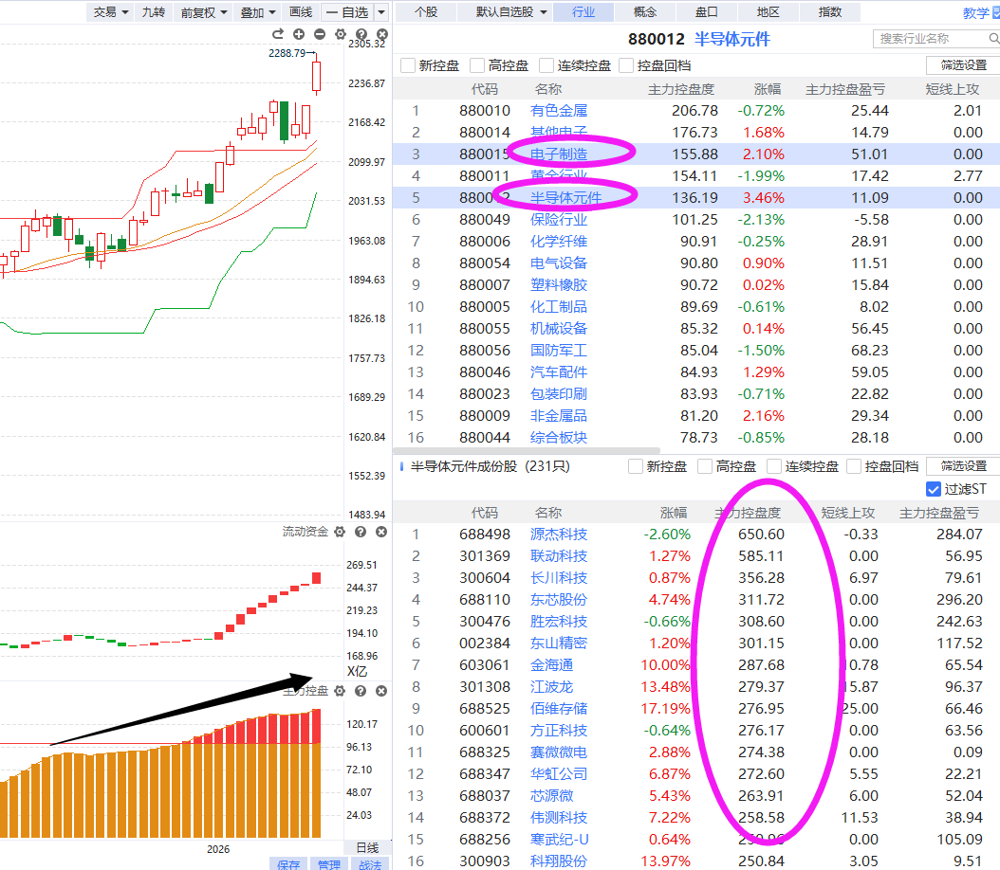 交易 九转 前复权 叠加 画线 自选 个股 默认自选股 行业 概念 盘口 地区 指数 教学
880012 半导体元件 搜索行业名称
新控盘 高控盘 连续控盘 控盘回档 筛选设置
代码 名称 主力控盘度 涨幅 主力控盘盈亏 短线上攻
1 880010 有色金属 206.78 -0.72% 25.44 2.01
2 880014 其他电子 176.73 1.68% 14.79 0.00
3 880015 电子制造 155.88 2.10% 51.01 0.00
4 880011 黄金行业 154.11 -1.99% 17.42 2.77
5 880012 半导体元件 136.19 3.46% 11.09 0.00
6 880049 保险行业 101.25 -2.13% -5.58 0.00
7 880006 化学纤维 90.91 -0.25% 28.91 0.00
8 880054 电气设备 90.80 0.90% 11.51 0.00
9 880007 塑料橡胶 90.72 0.02% 15.84 0.00
10 880005 化工制品 89.69 -0.61% 8.02 0.00
11 880055 机械设备 85.32 0.14% 56.45 0.00
12 880056 国防军工 85.04 -1.50% 68.23 0.00
13 880046 汽车配件 84.93 1.29% 59.05 0.00
14 880023 包装印刷 83.93 -0.71% 22.82 0.00
15 880009 非金属品 81.20 2.16% 29.34 0.00
16 880044 综合板块 78.73 -0.85% 28.18 0.00
半导体元件成份股 (231只) 新控盘 高控盘 连续控盘 控盘回档 筛选设置
过滤ST
代码 名称 涨幅 主力控盘度 短线上攻 主力控盘盈亏
1 688498 源杰科技 -2.60% 650.60 -0.33 284.07
2 301369 联动科技 1.27% 585.11 0.00 56.95
3 300604 长川科技 0.87% 356.28 6.97 79.61
4 688110 东芯股份 4.74% 311.72 0.00 296.20
5 300476 胜宏科技 -0.66% 308.60 0.00 242.63
6 002384 东山精密 1.20% 301.15 0.00 117.52
7 603061 金海通 10.00% 287.68 0.78 65.54
8 301308 江波龙 13.48% 279.37 5.87 96.37
9 688525 佰维存储 17.19% 276.95 25.00 66.46
10 600601 方正科技 -0.64% 276.17 0.00 63.56
11 688325 赛微微电 2.88% 274.38 0.00 0.09
12 688347 华虹公司 6.87% 272.60 5.55 22.21
13 688037 芯源微 5.43% 263.91 6.00 52.04
14 688372 伟测科技 7.22% 258.58 11.53 38.94
15 688256 寒武纪-U 0.64% 0.00 105.09
16 300903 科翔股份 13.97% 250.84 3.05 9.51
2288.79
2305.32
2236.87
2168.42
2099.97
2031.53
1963.08
1894.63
1826.18
1757.73
1689.29
1620.84
1552.39
1483.94
流动资金
269.51
244.37
219.23
194.10
168.96
X亿
主力控盘
120.17
96.13
72.10
48.07
24.03
2026 日线
保存 管理 战法